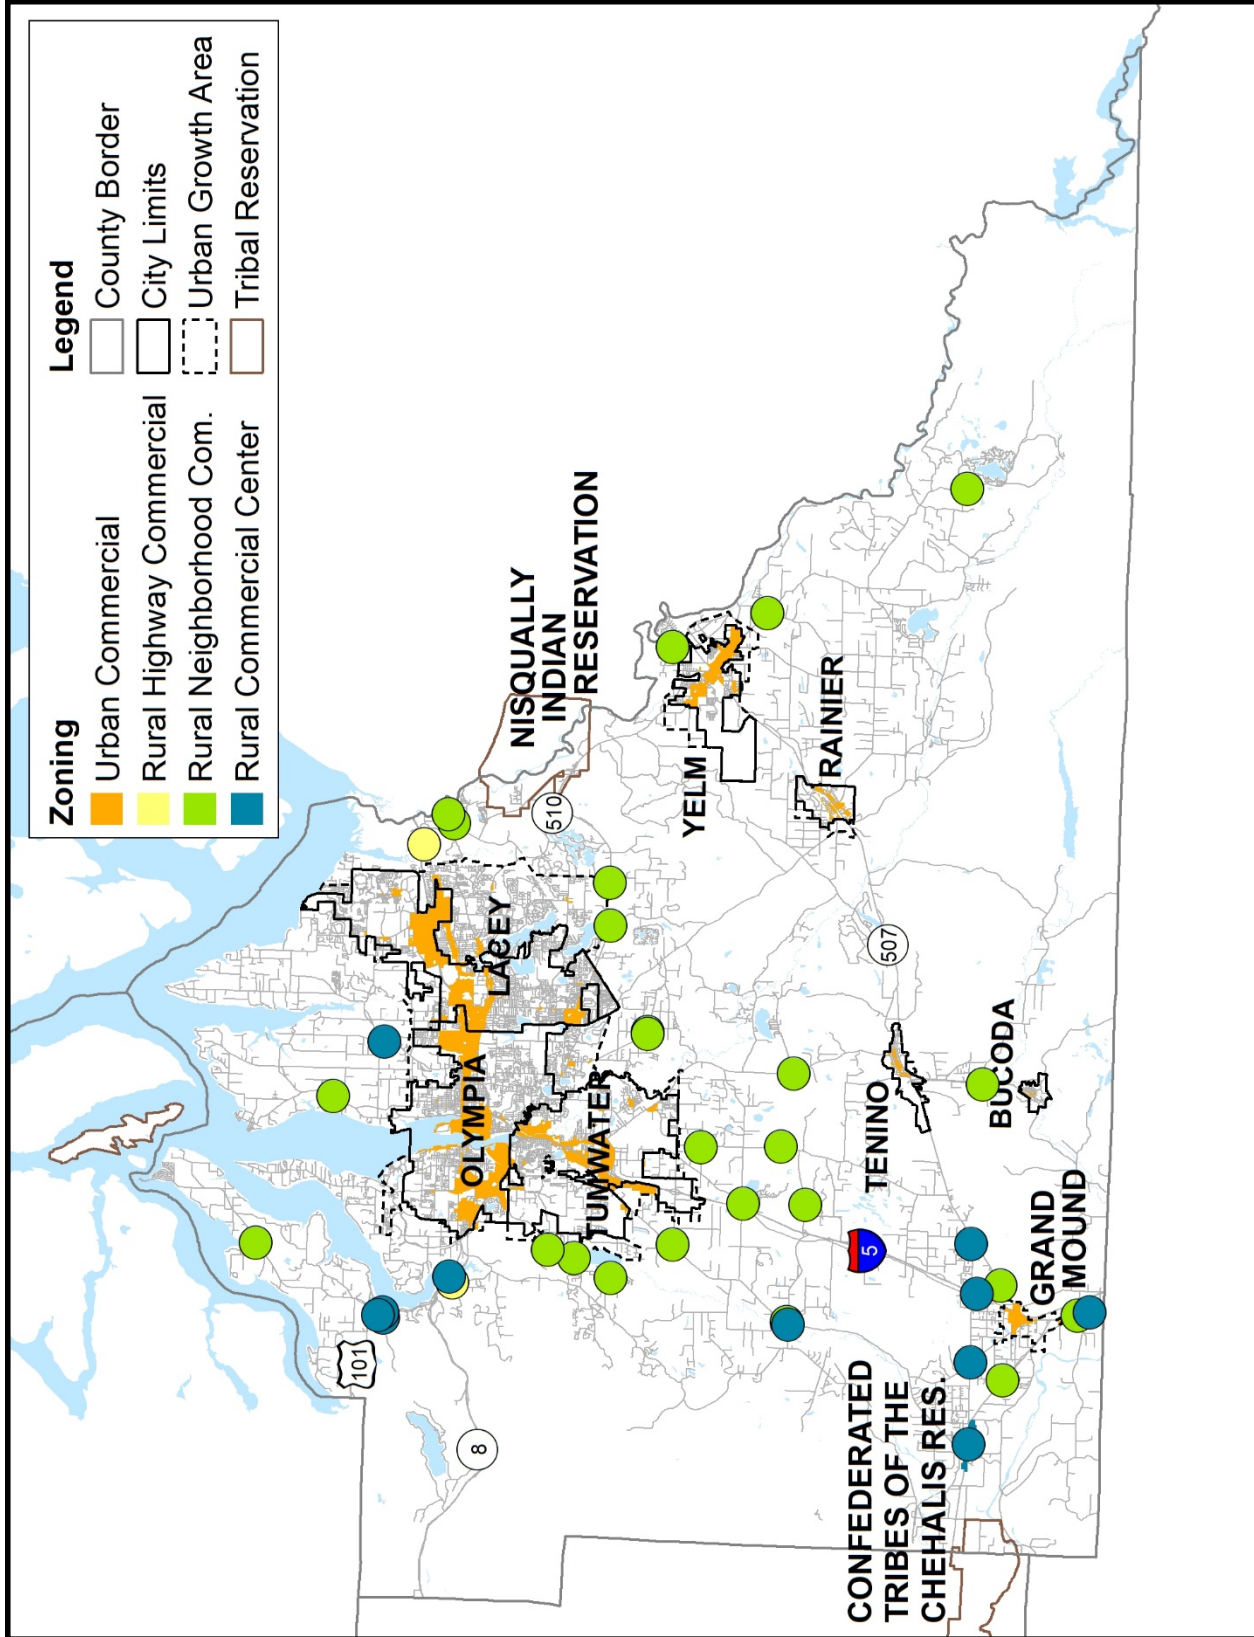 Zoning
Urban Commercial
Rural Highway Commercial
Rural Neighborhood Com.
Rural Commercial Center
Legend
County Border
City Limits
Urban Growth Area
Tribal Reservation
NISQUALLY
INDIAN
RESERVATION
510
LACEY
OLYMPIA
TUMWATER
YELM
RAINIER
507
TENINO
BUCODA
101
8
5
GRAND
MOUND
CONFEDERATED
TRIBES OF THE
CHEHALIS RES.